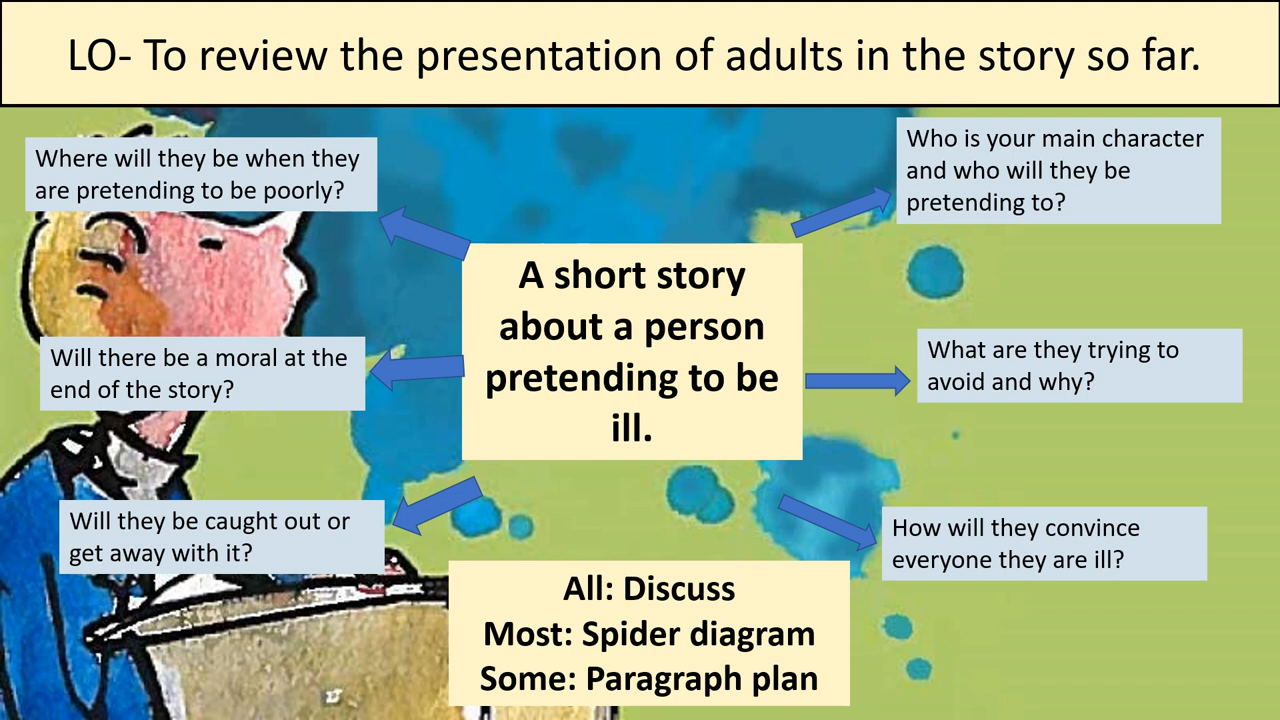 LO- To review the presentation of adults in the story so far.
Where will they be when they
are pretending to be poorly?
Who is your main character
and who will they be
pretending to?
A short story
about a person
pretending to be
ill.
Will there be a moral at the
end of the story?
What are they trying to
avoid and why?
Will they be caught out or
get away with it?
How will they convince
everyone they are ill?
All: Discuss
Most: Spider diagram
Some: Paragraph plan